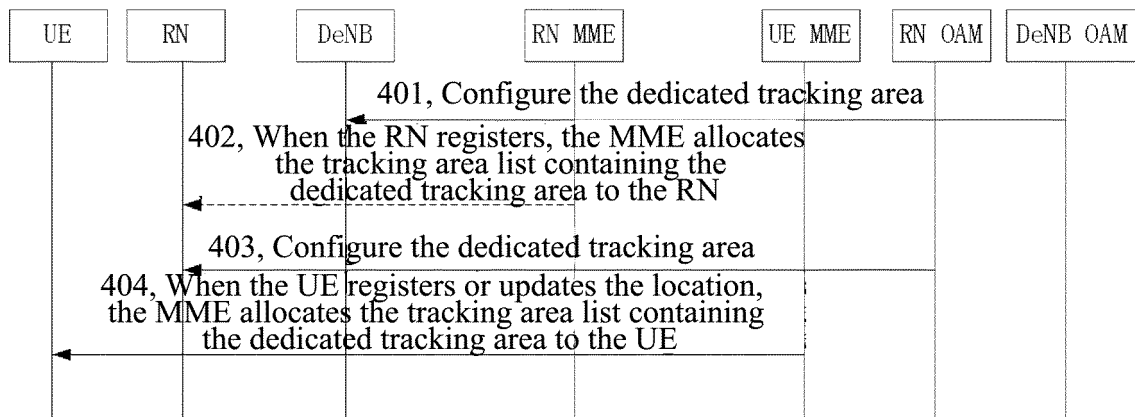 UE RN DeNB RN MME UE MME RN OAM DeNB OAM
401, Configure the dedicated tracking area
402, When the RN registers, the MME allocates
the tracking area list containing the
dedicated tracking area to the RN
403, Configure the dedicated tracking area
404, When the UE registers or updates the location,
the MME allocates the tracking area list containing
the dedicated tracking area to the UE